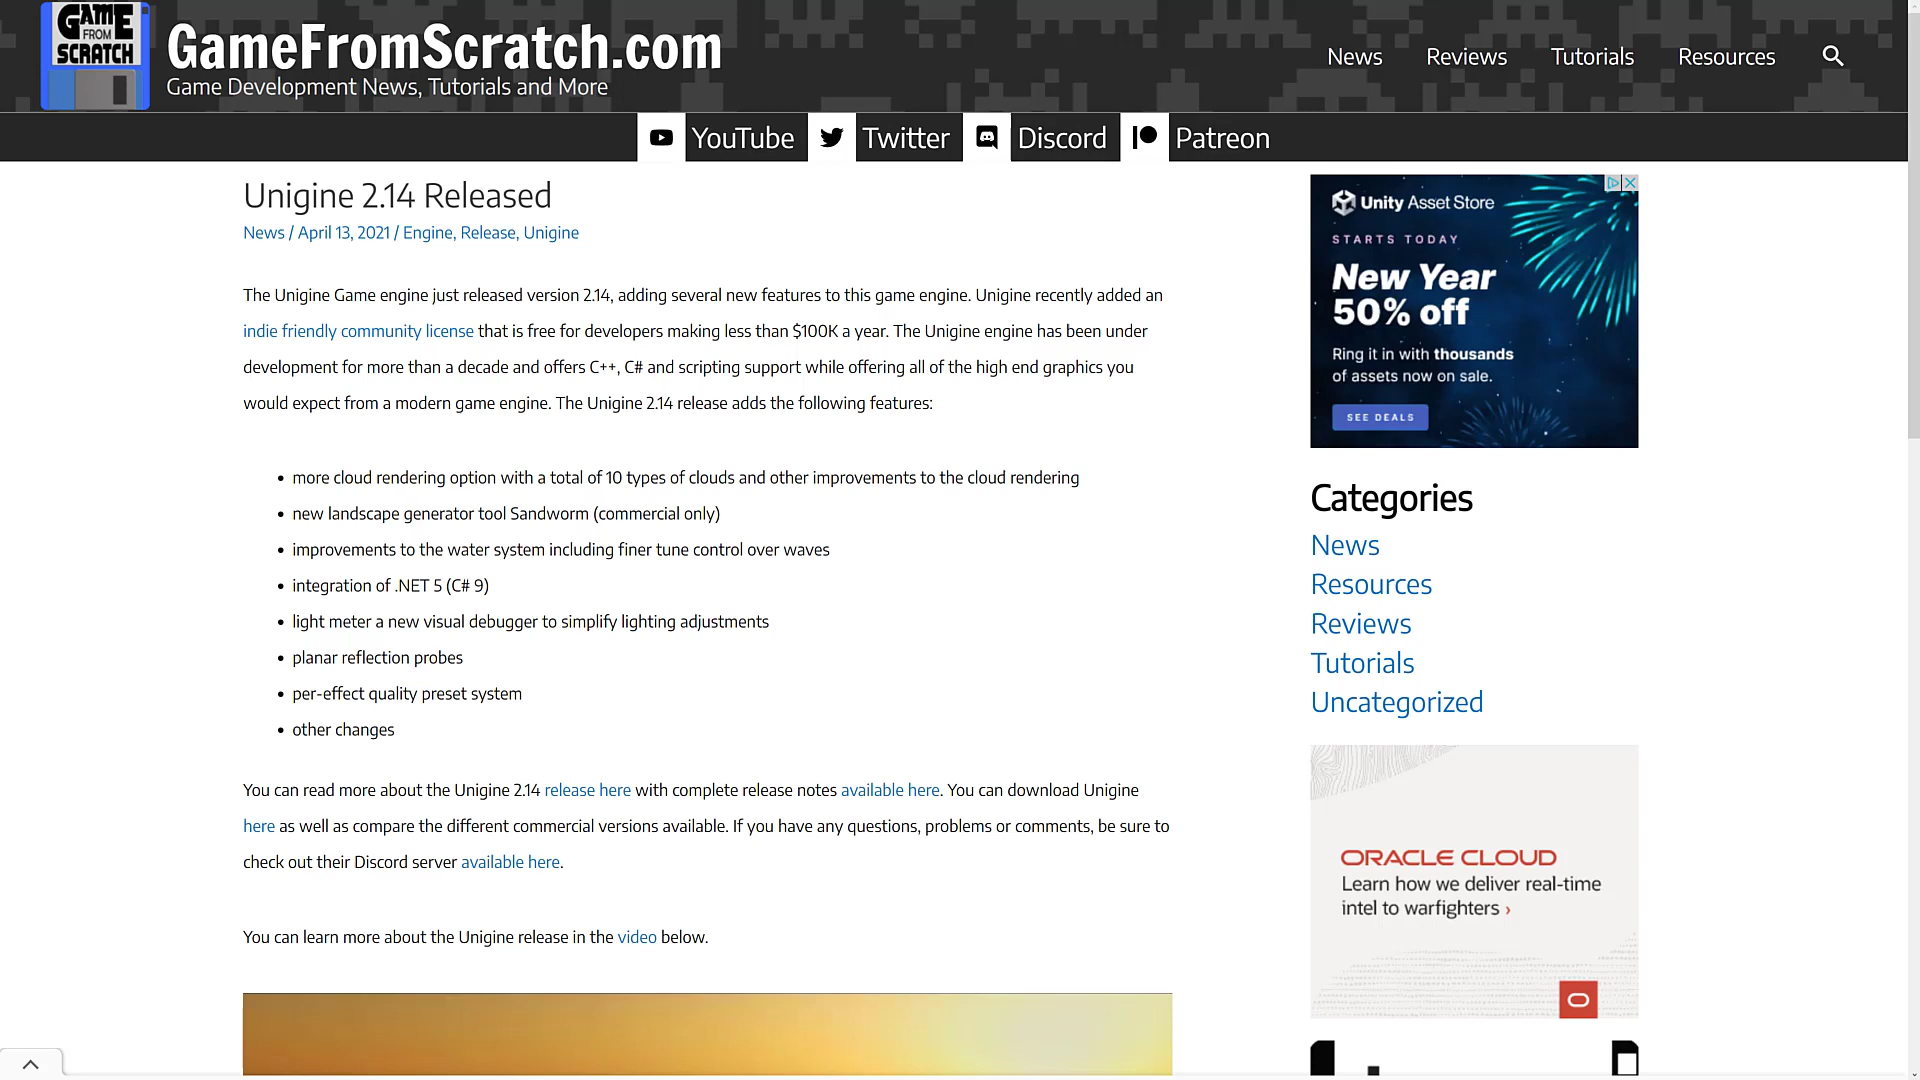 GAME
FROM
SCRATCH
GameFromScratch.com
Game Development News, Tutorials and More
News
Reviews
Tutorials
Resources
YouTube
Twitter
Discord
Patreon
Unigine 2.14 Released
News / April 13, 2021 / Engine, Release, Unigine
The Unigine Game engine just released version 2.14, adding several new features to this game engine. Unigine recently added an
indie friendly community license that is free for developers making less than $100K a year. The Unigine engine has been under
development for more than a decade and offers C++, C# and scripting support while offering all of the high end graphics you
would expect from a modern game engine. The Unigine 2.14 release adds the following features:
• more cloud rendering option with a total of 10 types of clouds and other improvements to the cloud rendering
• new landscape generator tool Sandworm (commercial only)
• improvements to the water system including finer tune control over waves
• integration of .NET 5 (C# 9)
• light meter a new visual debugger to simplify lighting adjustments
• planar reflection probes
• per-effect quality preset system
• other changes
You can read more about the Unigine 2.14 release here with complete release notes available here. You can download Unigine
here as well as compare the different commercial versions available. If you have any questions, problems or comments, be sure to
check out their Discord server available here.
You can learn more about the Unigine release in the video below.
Unity Asset Store
STARTS TODAY
New Year
50% off
Ring it in with thousands
of assets now on sale.
SEE DEALS
Categories
News
Resources
Reviews
Tutorials
Uncategorized
ORACLE CLOUD
Learn how we deliver real-time
intel to warfighters ›